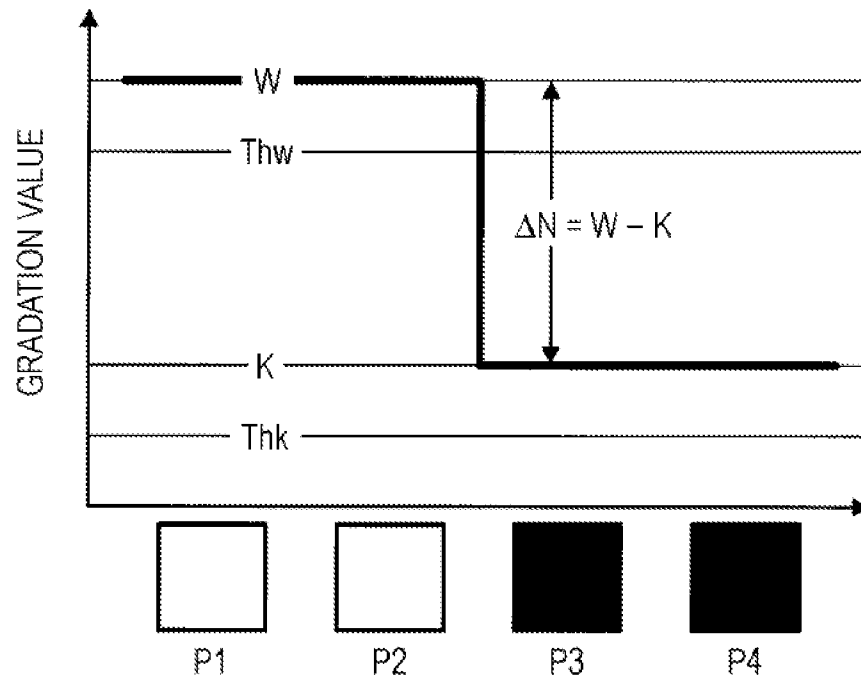 GRADATION VALUE
W
Thw
ΔN = W – K
K
Thk
P1 P2 P3 P4